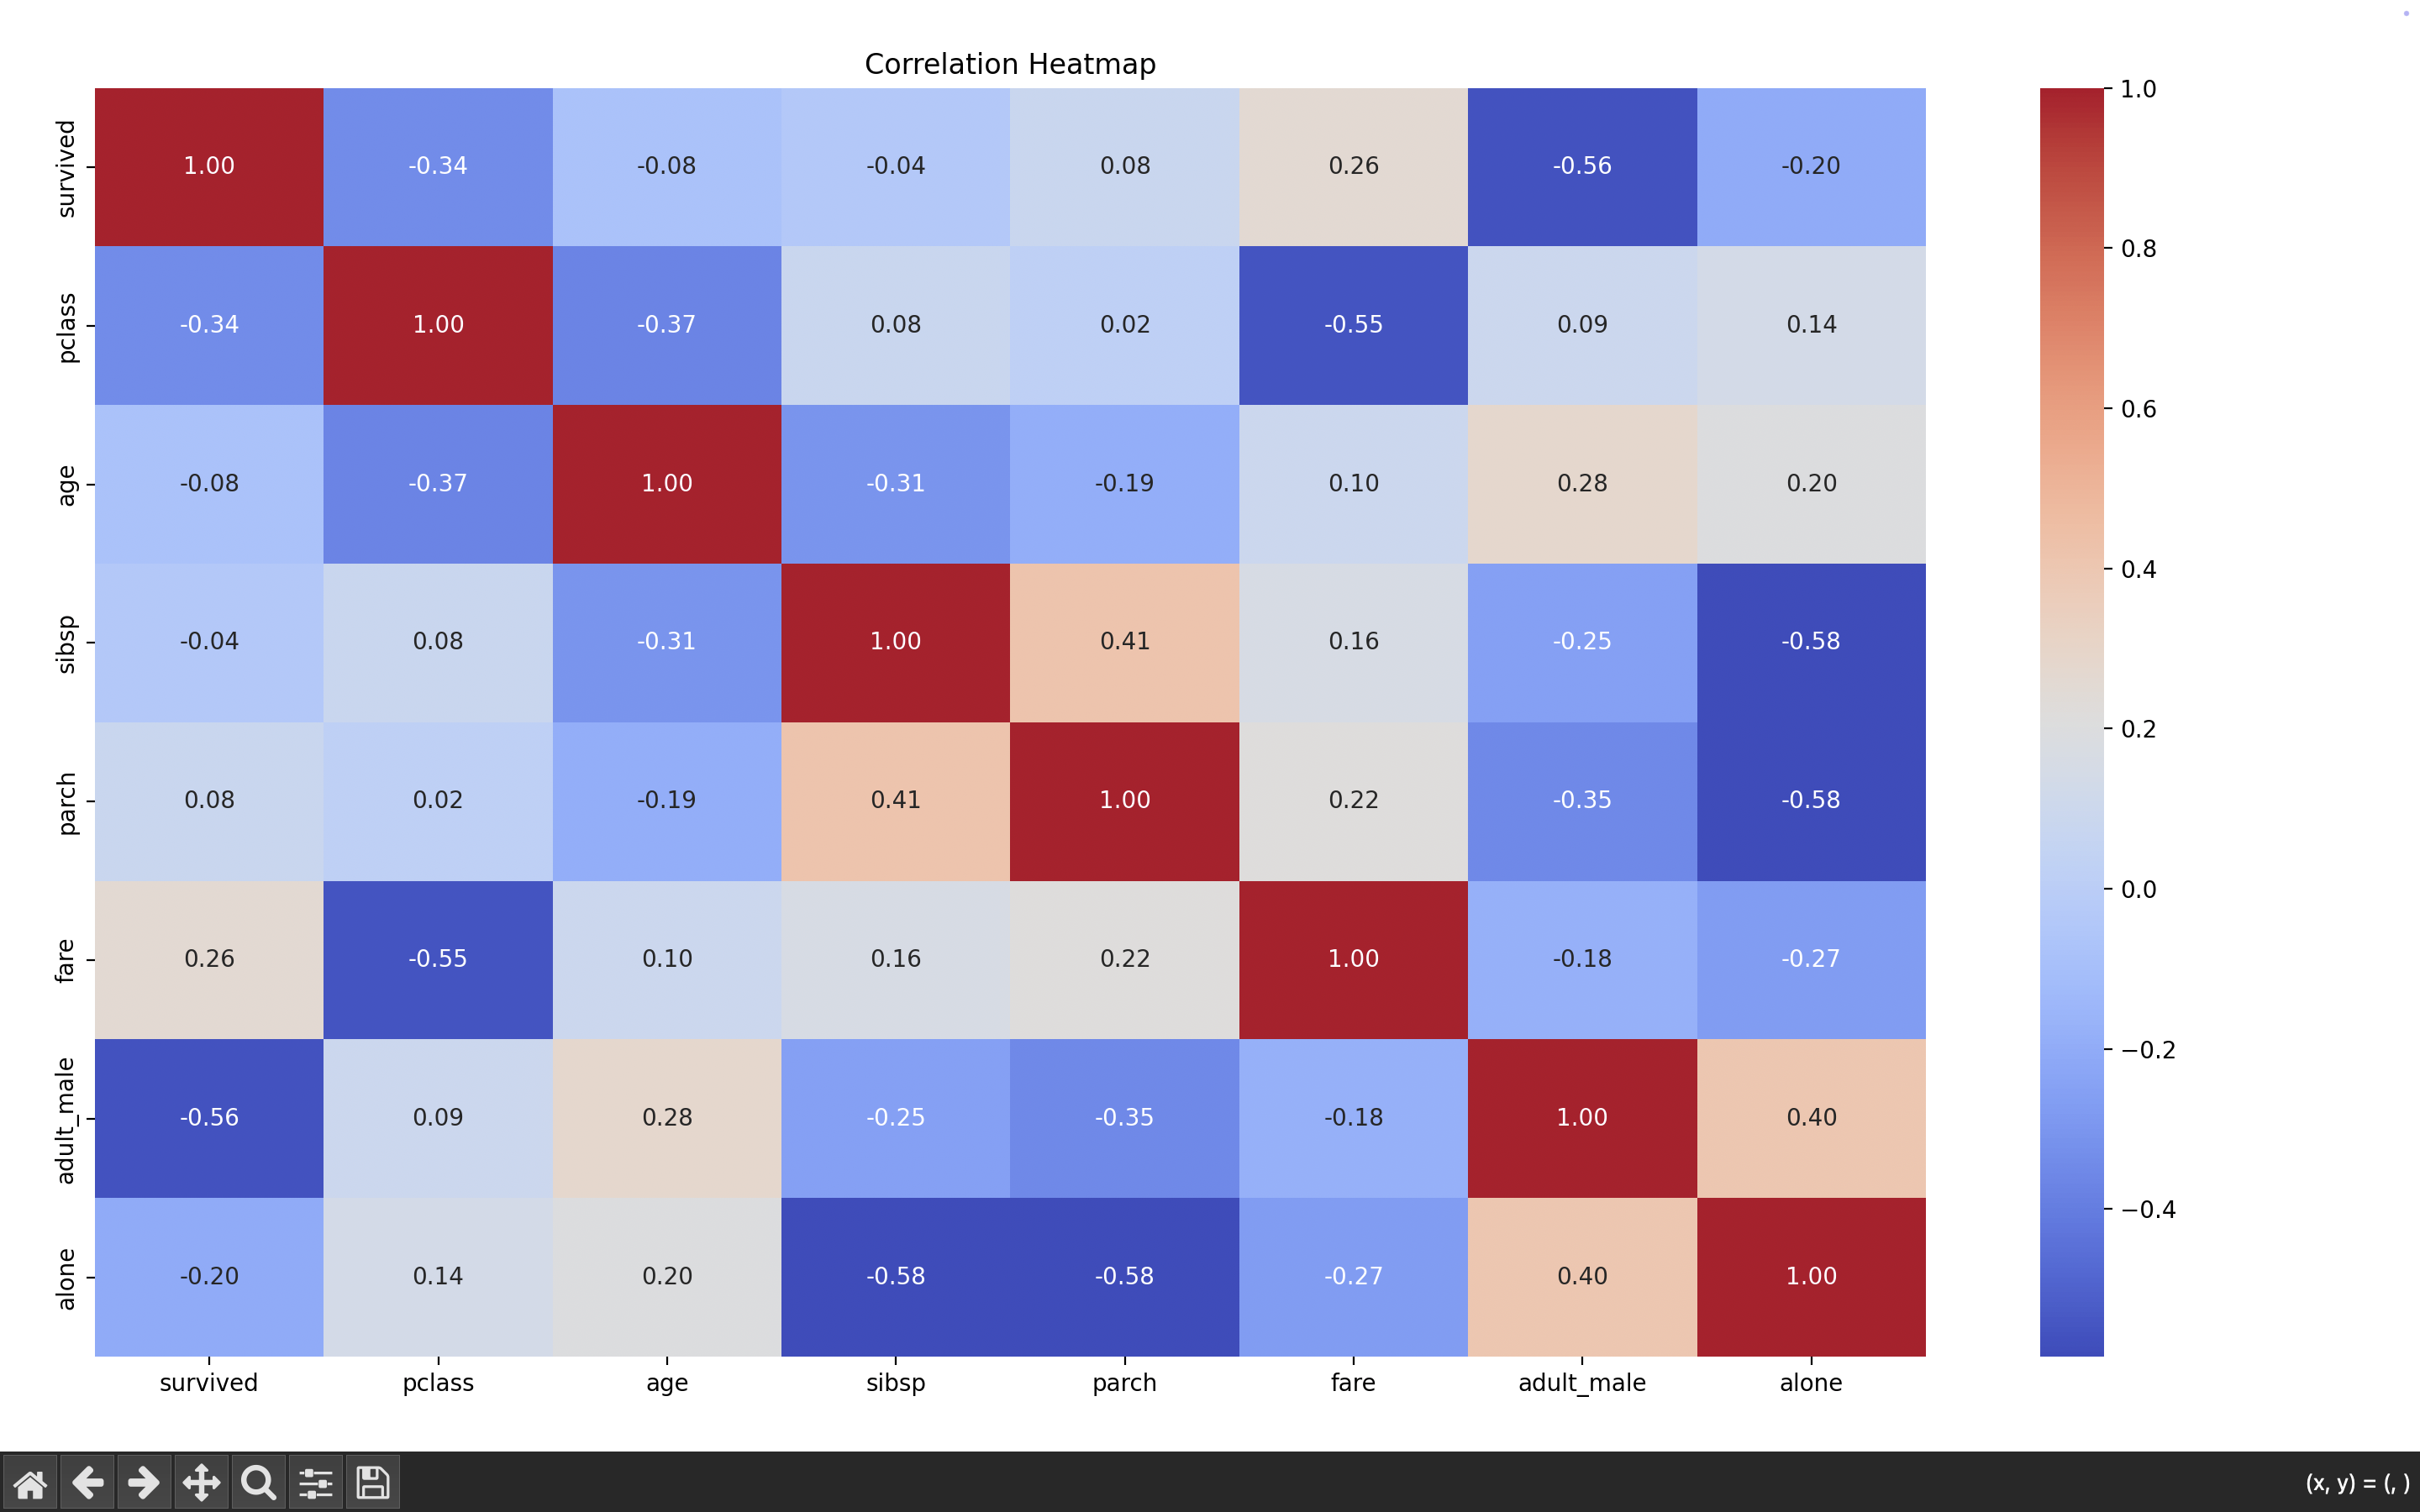 Correlation Heatmap
survived 1.00 -0.34 -0.08 -0.04 0.08 0.26 -0.56 -0.20
pclass -0.34 1.00 -0.37 0.08 0.02 -0.55 0.09 0.14
age -0.08 -0.37 1.00 -0.31 -0.19 0.10 0.28 0.20
sibsp -0.04 0.08 -0.31 1.00 0.41 0.16 -0.25 -0.58
parch 0.08 0.02 -0.19 0.41 1.00 0.22 -0.35 -0.58
fare 0.26 -0.55 0.10 0.16 0.22 1.00 -0.18 -0.27
adult_male -0.56 0.09 0.28 -0.25 -0.35 -0.18 1.00 0.40
alone -0.20 0.14 0.20 -0.58 -0.58 -0.27 0.40 1.00
survived pclass age sibsp parch fare adult_male alone
1.0
0.8
0.6
0.4
0.2
0.0
−0.2
−0.4
(x, y) = (, )